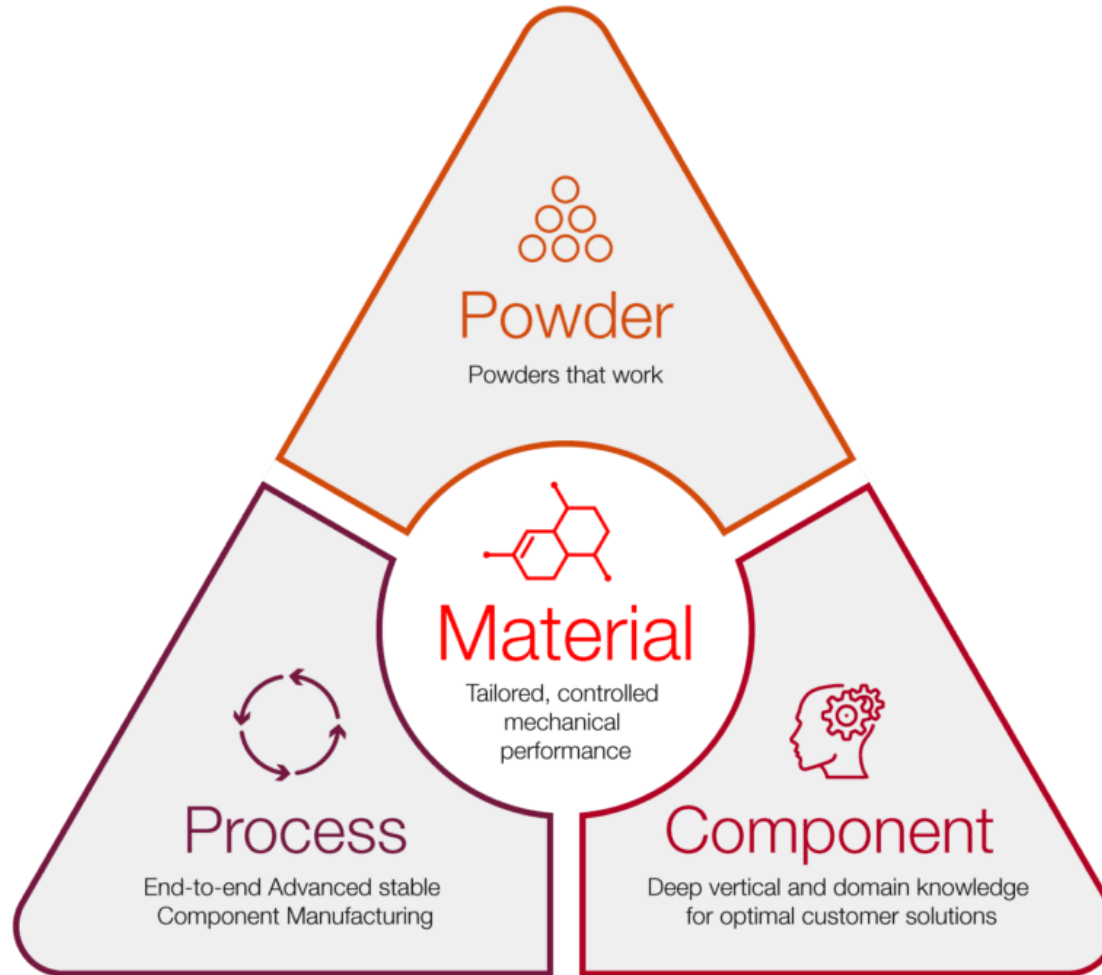 Powder
Powders that work
Material
Tailored, controlled
mechanical
performance
Process
End-to-end Advanced stable
Component Manufacturing
Component
Deep vertical and domain knowledge
for optimal customer solutions